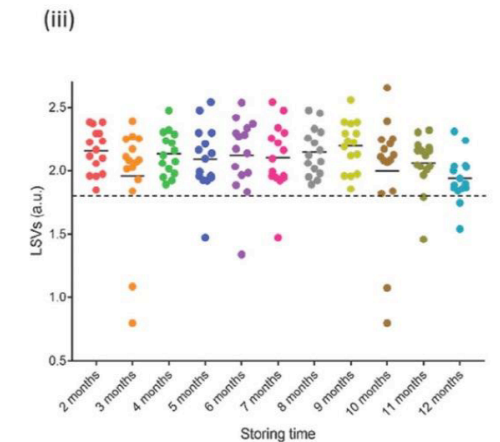 (iii)
LSVs (a.u.)
2.5
2.0
1.5
1.0
0.5
2 months
3 months
4 months
5 months
6 months
7 months
8 months
9 months
10 months
11 months
12 months
Storing time